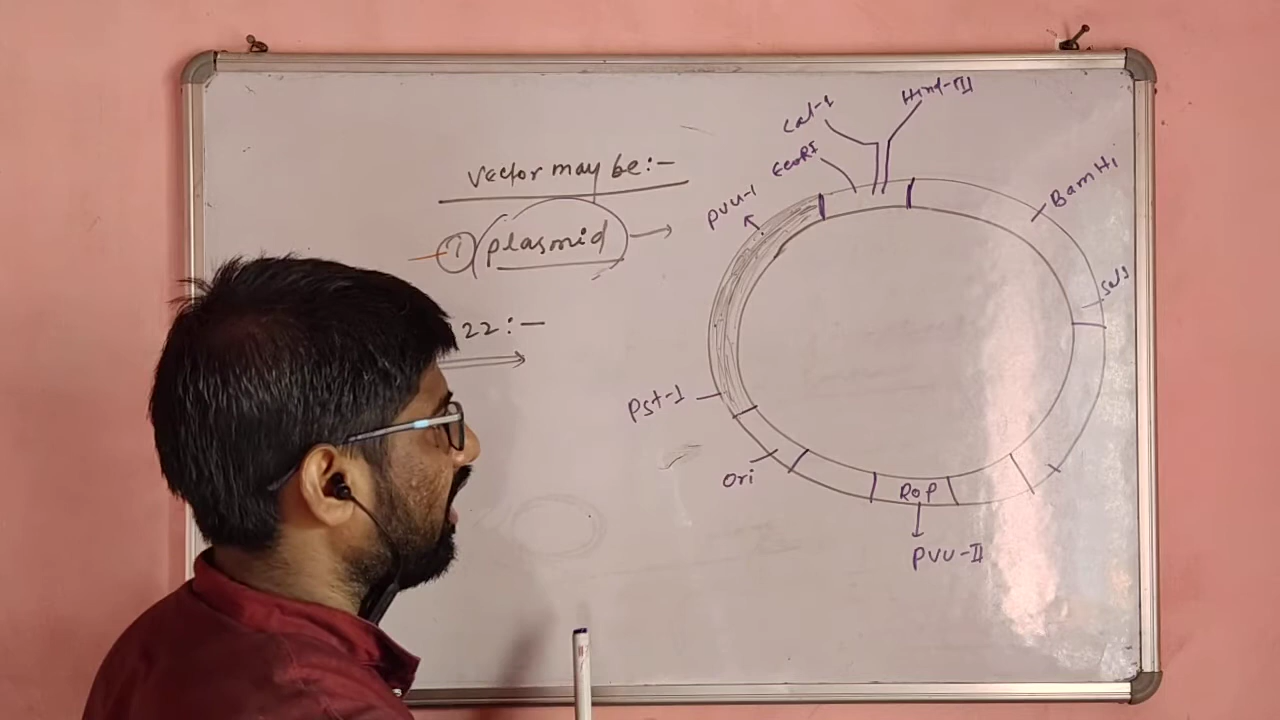 vector may be:-
① plasmid →
22:-
Hind-III
Cal-1
EcoRI
PVU-1
BamH1
Sal1
Pst-1
Ori
Rop
PVU-II